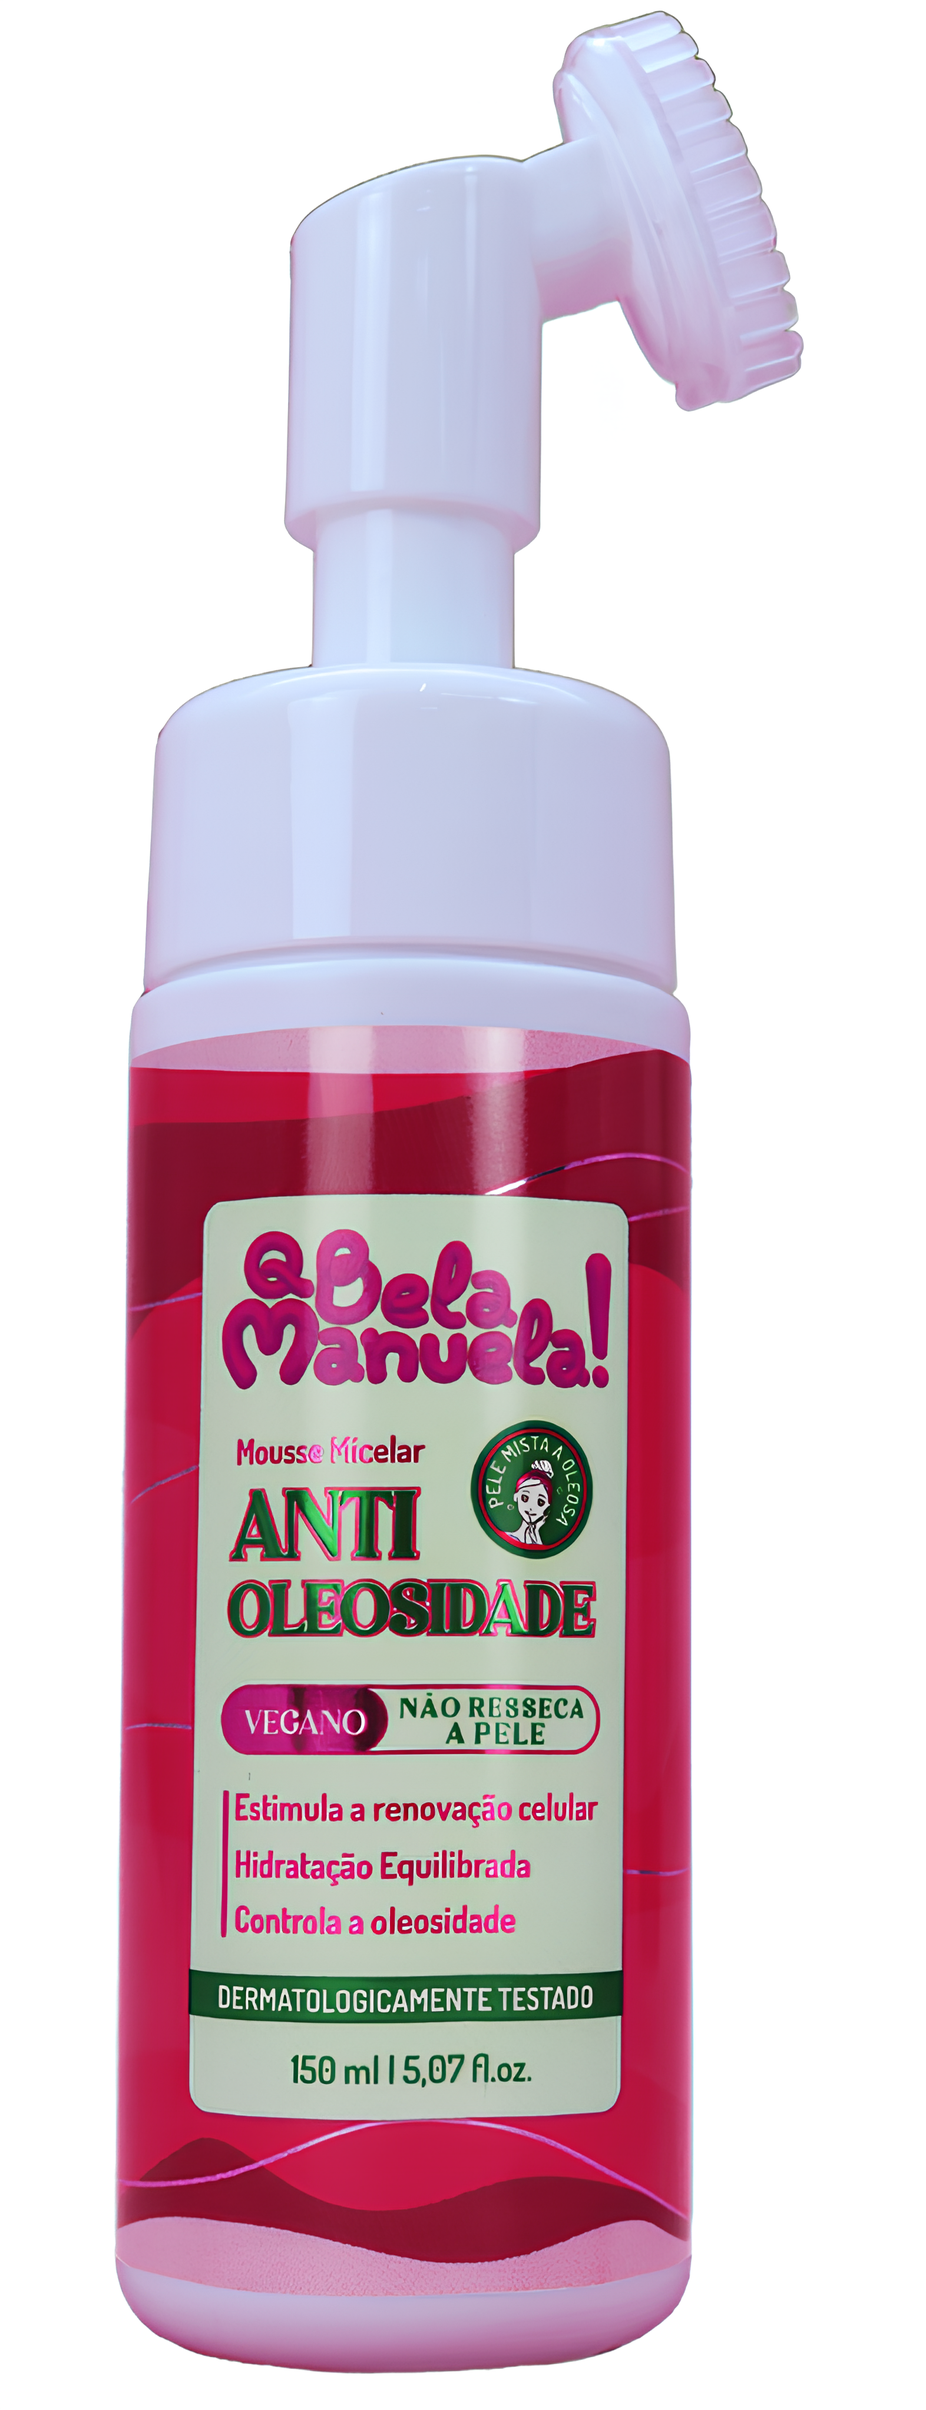 a Bela
Manuela!
Mousse Micelar
PELE MISTA A OLEOSA
ANTI
OLEOSIDADE
VEGANO
NÃO RESSECA
A PELE
Estimula a renovação celular
Hidratação Equilibrada
Controla a oleosidade
DERMATOLOGICAMENTE TESTADO
150 ml | 5,07 fl.oz.